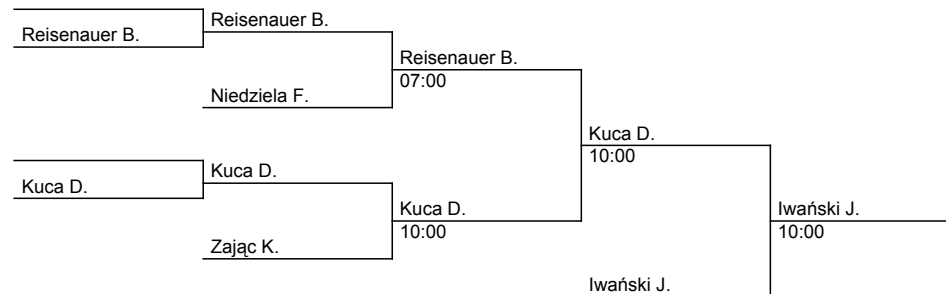 Reisenauer B.
Reisenauer B.
Reisenauer B.
07:00
Niedziela F.
Kuca D.
10:00
Kuca D.
Kuca D.
Kuca D.
10:00
Iwański J.
10:00
Zając K.
Iwański J.